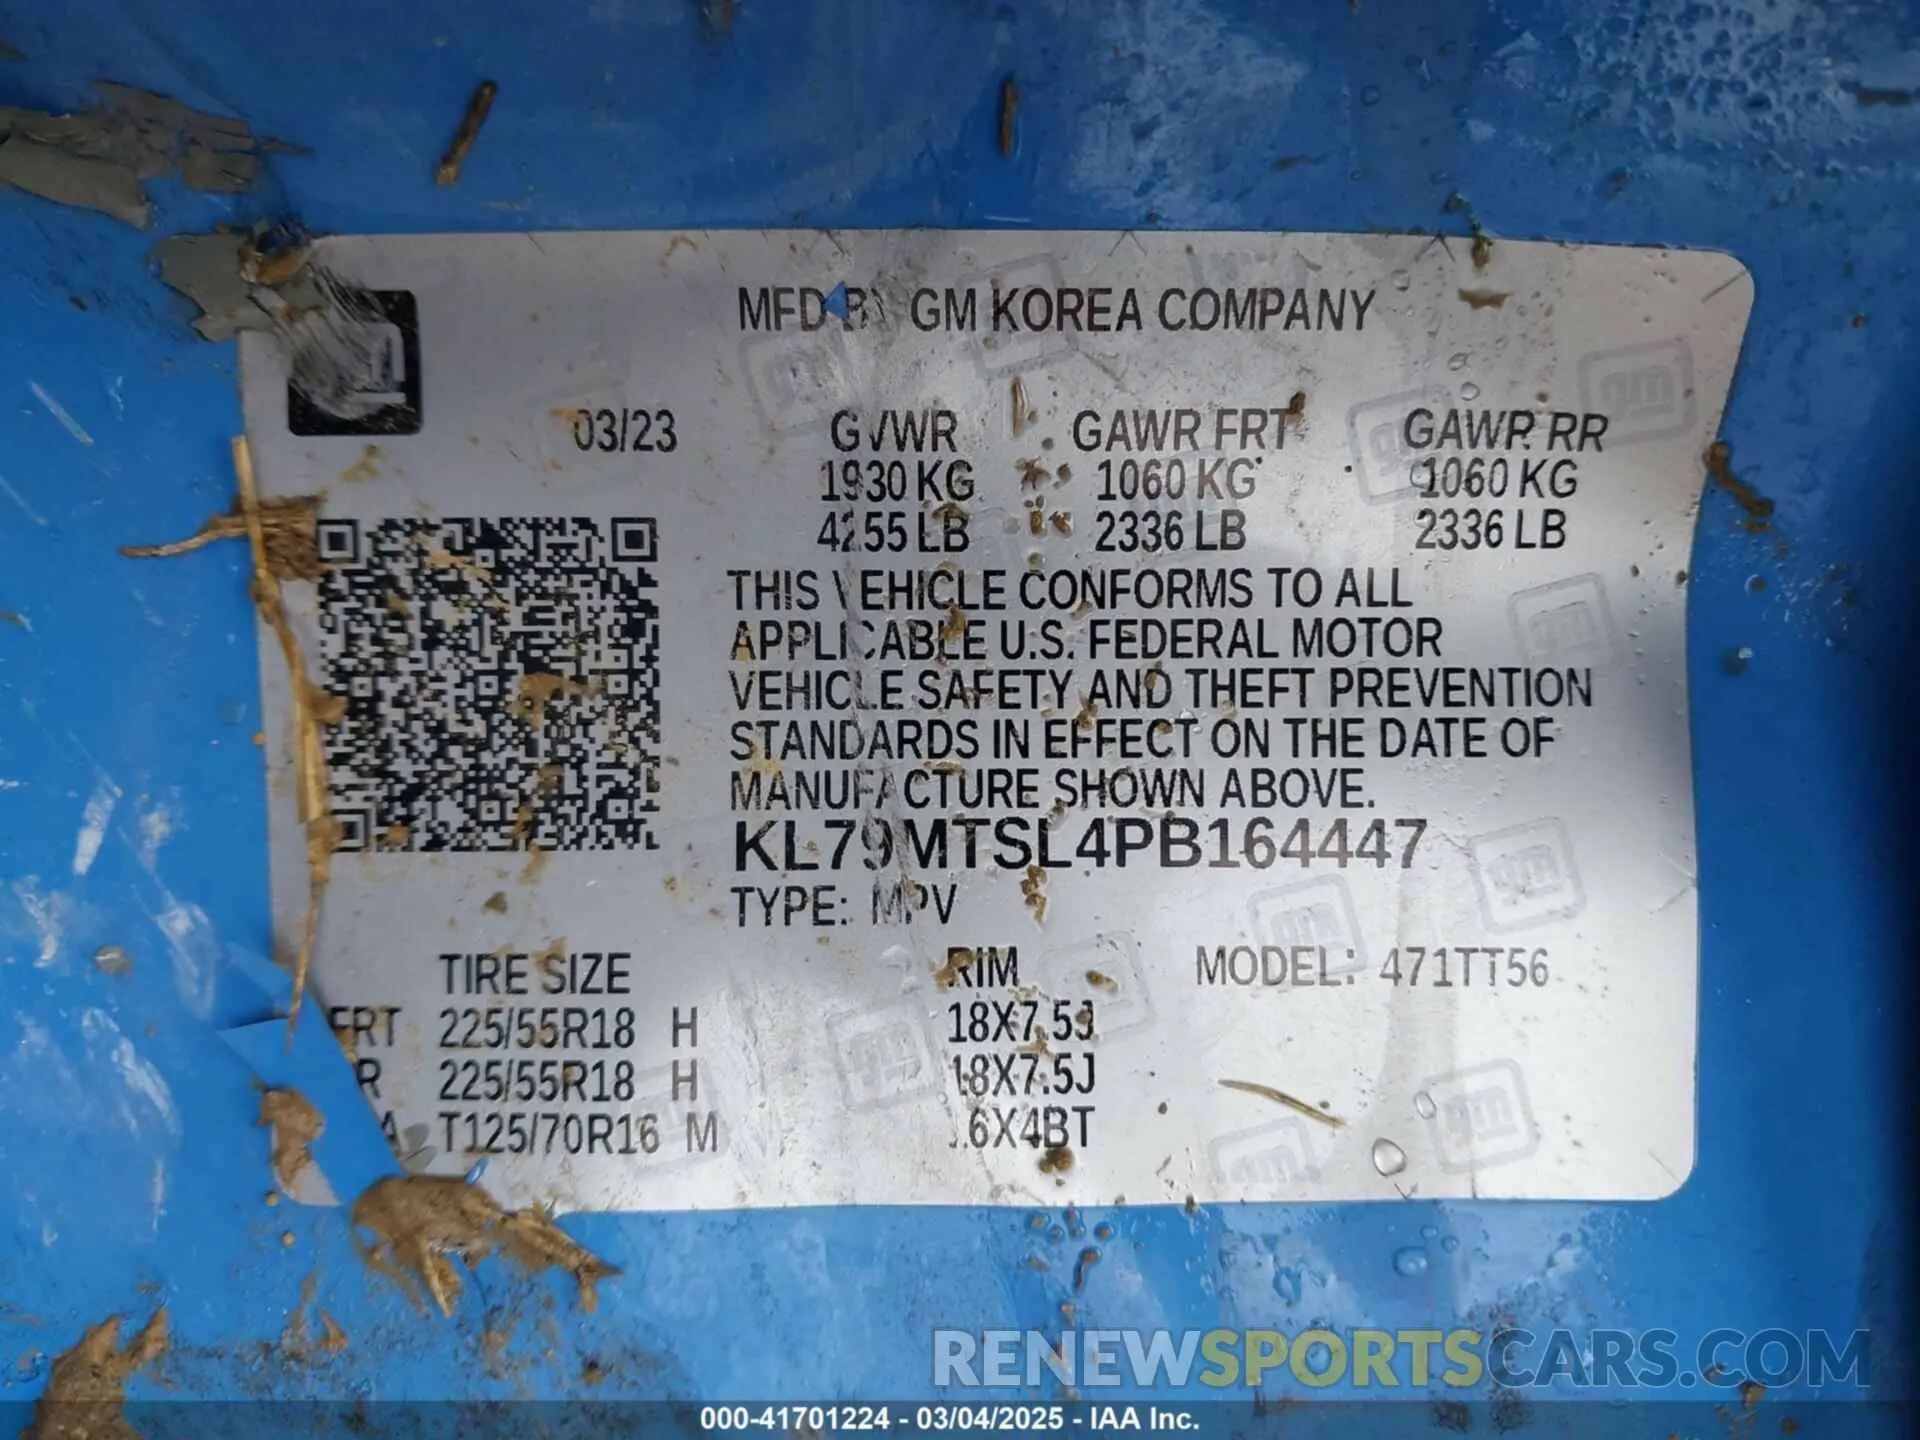 MFD BY GM KOREA COMPANY
03/23 GVWR GAWR FRT GAWR RR
1930 KG 1060 KG 1060 KG
4255 LB 2336 LB 2336 LB
THIS VEHICLE CONFORMS TO ALL
APPLICABLE U.S. FEDERAL MOTOR
VEHICLE SAFETY AND THEFT PREVENTION
STANDARDS IN EFFECT ON THE DATE OF
MANUFACTURE SHOWN ABOVE.
KL79MTSL4PB164447
TYPE: MPV
TIRE SIZE RIM MODEL: 471TT56
FRT 225/55R18 H 18X7.5J
225/55R18 H 18X7.5J
T125/70R16 M 16X4BT
RENEWSPORTSCARS.COM
000-41701224 - 03/04/2025 - IAA Inc.